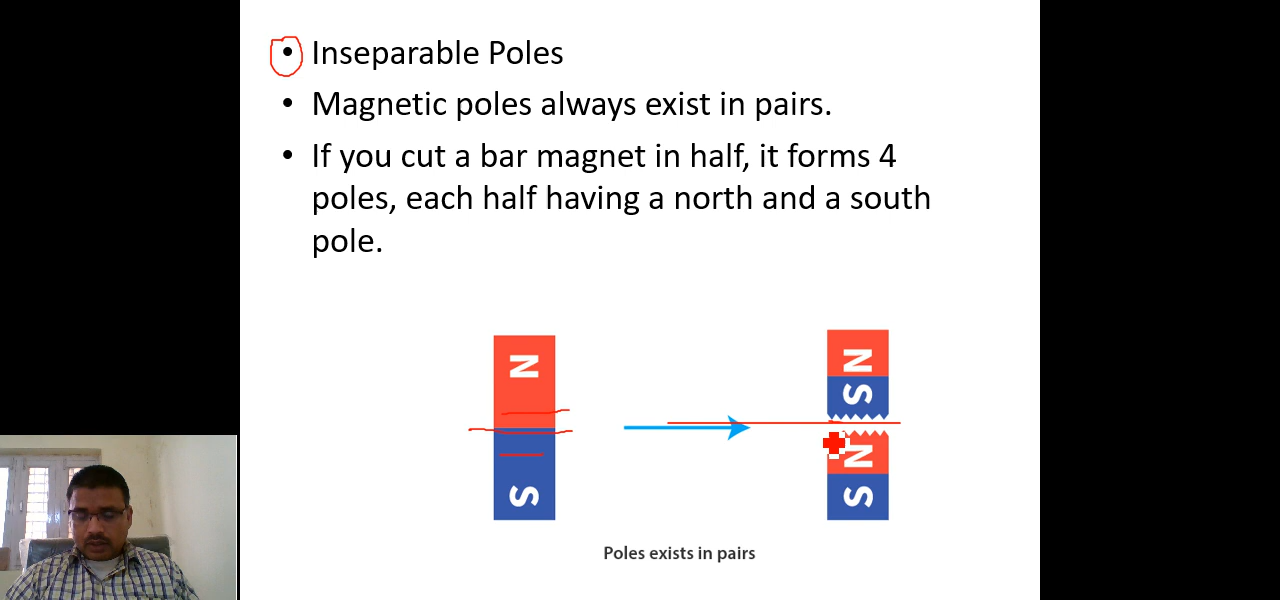 Inseparable Poles
Magnetic poles always exist in pairs.
If you cut a bar magnet in half, it forms 4
poles, each half having a north and a south
pole.
N
S
N
S
N
S
Poles exists in pairs